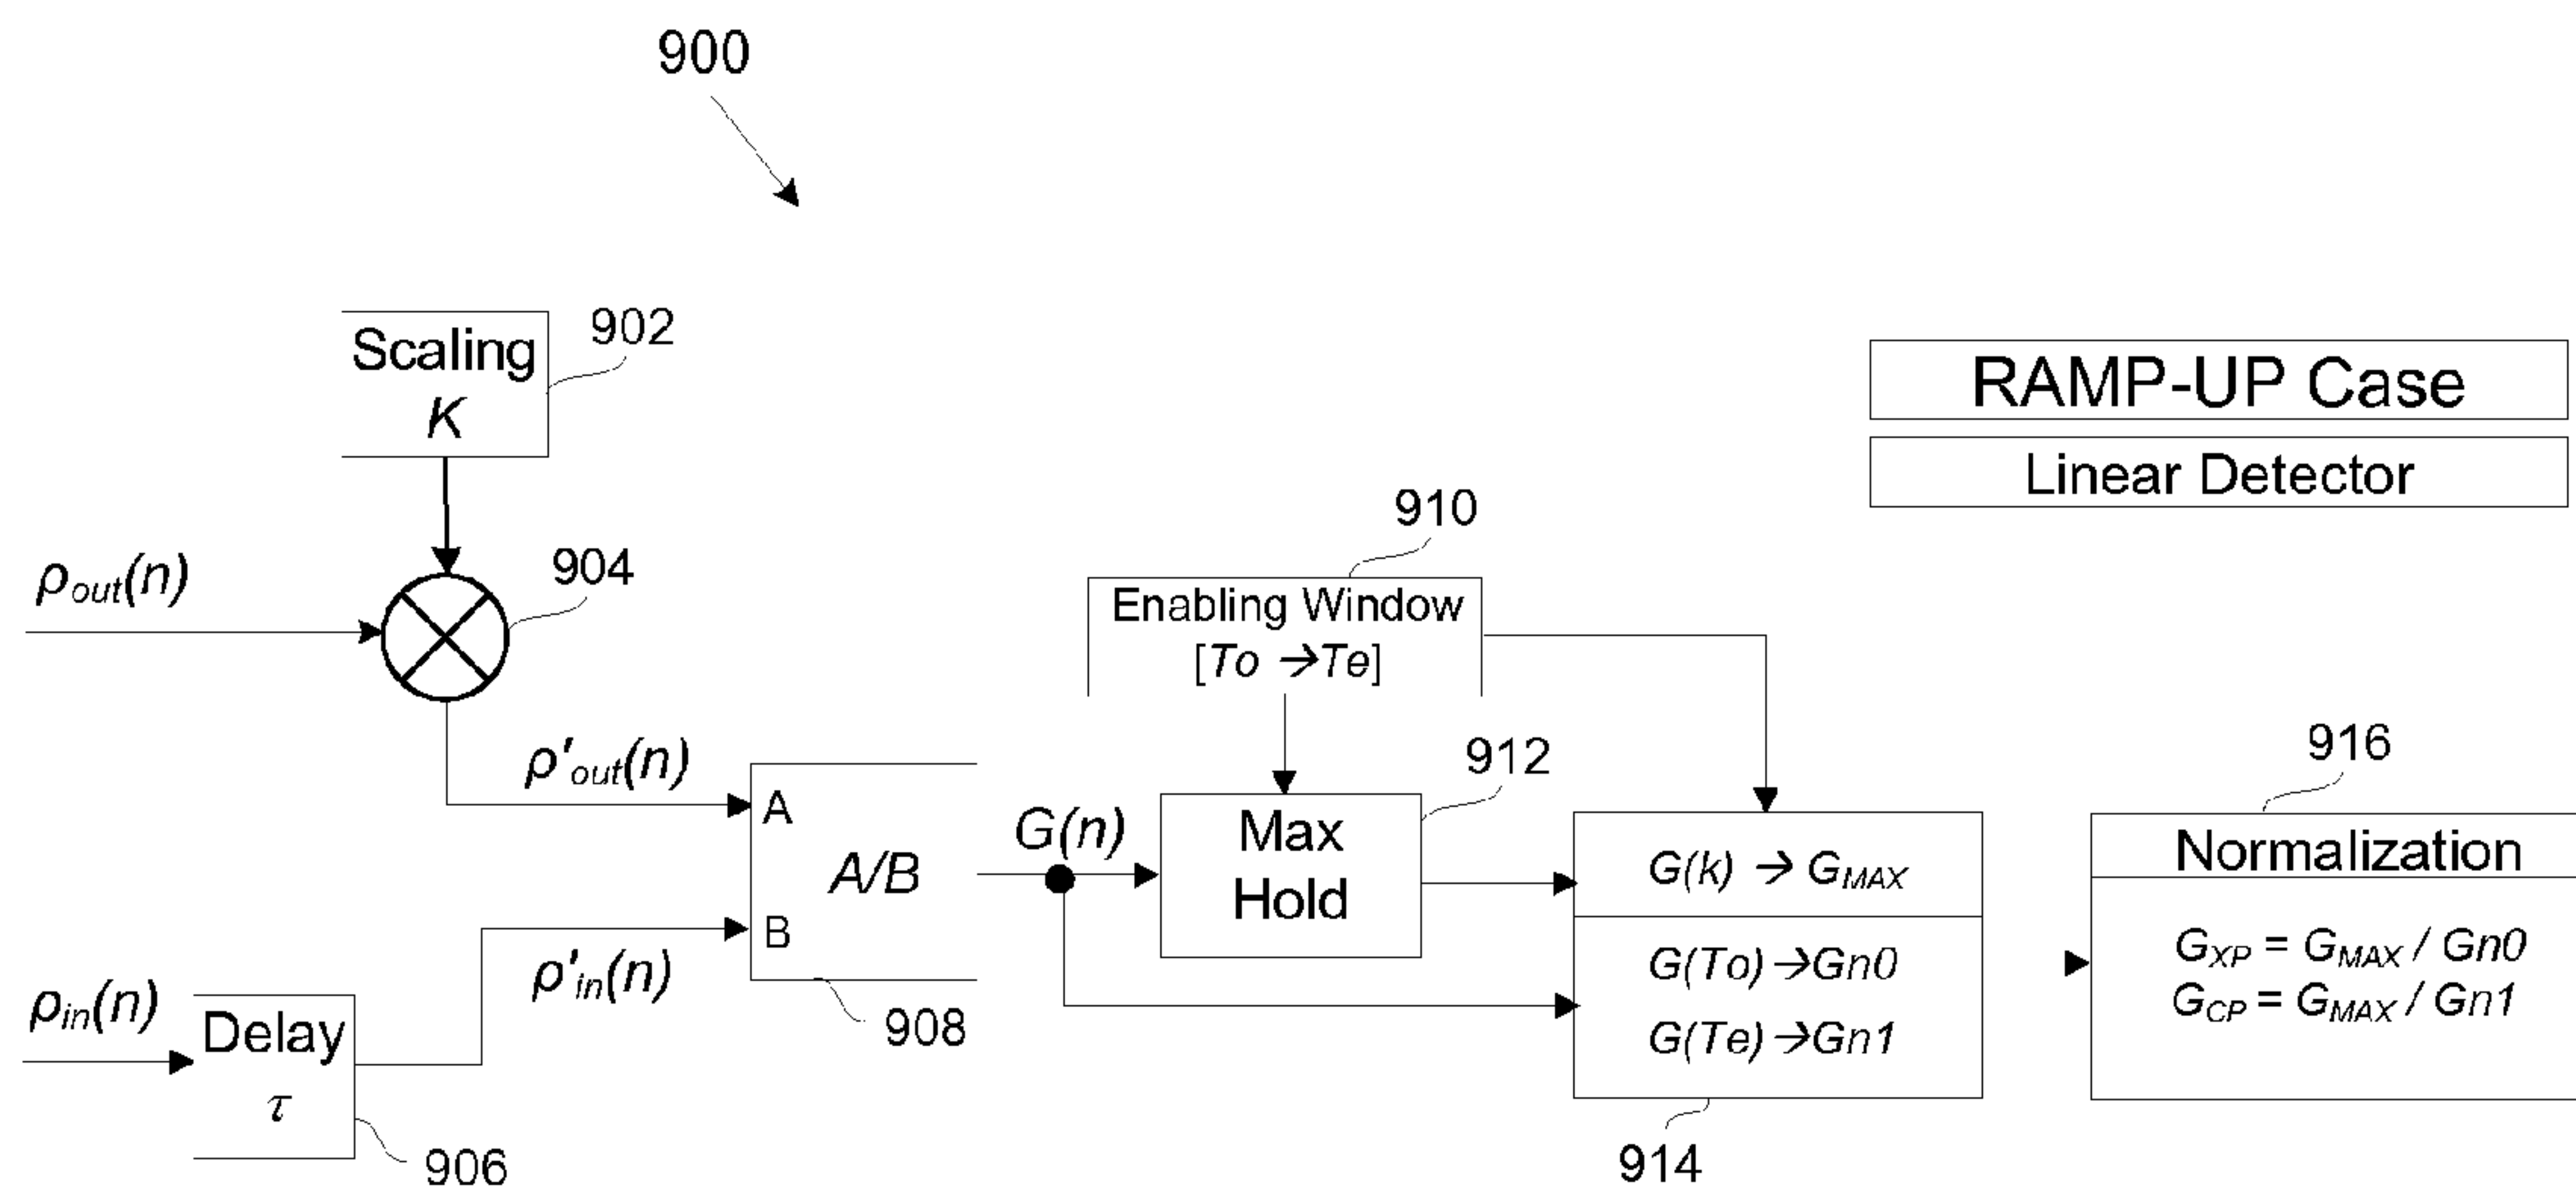 900
Scaling
K
902
RAMP-UP Case
Linear Detector
ρout(n)
904
910
Enabling Window
[To →Te]
ρ'out(n)
A
A/B
B
908
G(n)
912
Max
Hold
G(k) → GMAX
G(To) →Gn0
G(Te) →Gn1
914
916
Normalization
GXP = GMAX / Gn0
GCP = GMAX / Gn1
ρin(n)
Delay
τ
906
ρ'in(n)